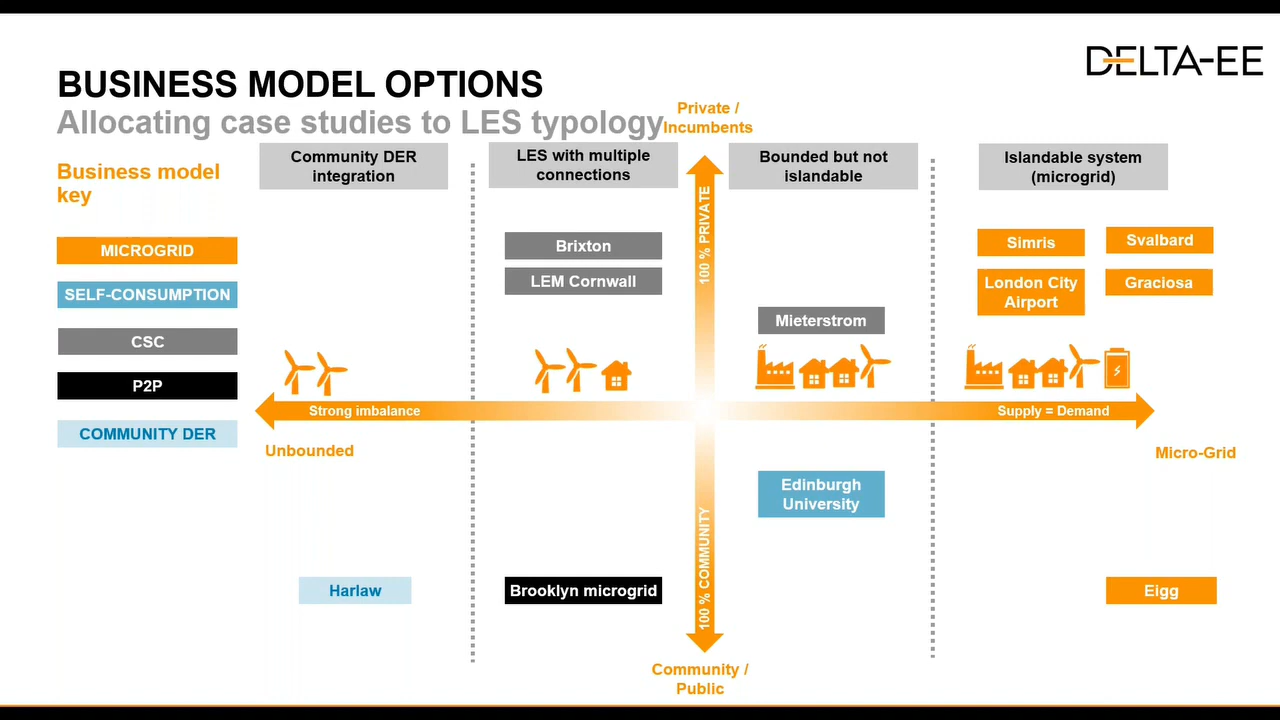 DELTA-EE
BUSINESS MODEL OPTIONS
Allocating case studies to LES typology
Private /
Incumbents
Business model
key
MICROGRID
SELF-CONSUMPTION
CSC
P2P
COMMUNITY DER
Community DER
integration
LES with multiple
connections
Bounded but not
islandable
Islandable system
(microgrid)
100 % PRIVATE
Brixton
LEM Cornwall
Mieterstrom
Simris
Svalbard
London City
Airport
Graciosa
Strong imbalance
Supply = Demand
Unbounded
Micro-Grid
Edinburgh
University
100 % COMMUNITY
Harlaw
Brooklyn microgrid
Eigg
Community /
Public